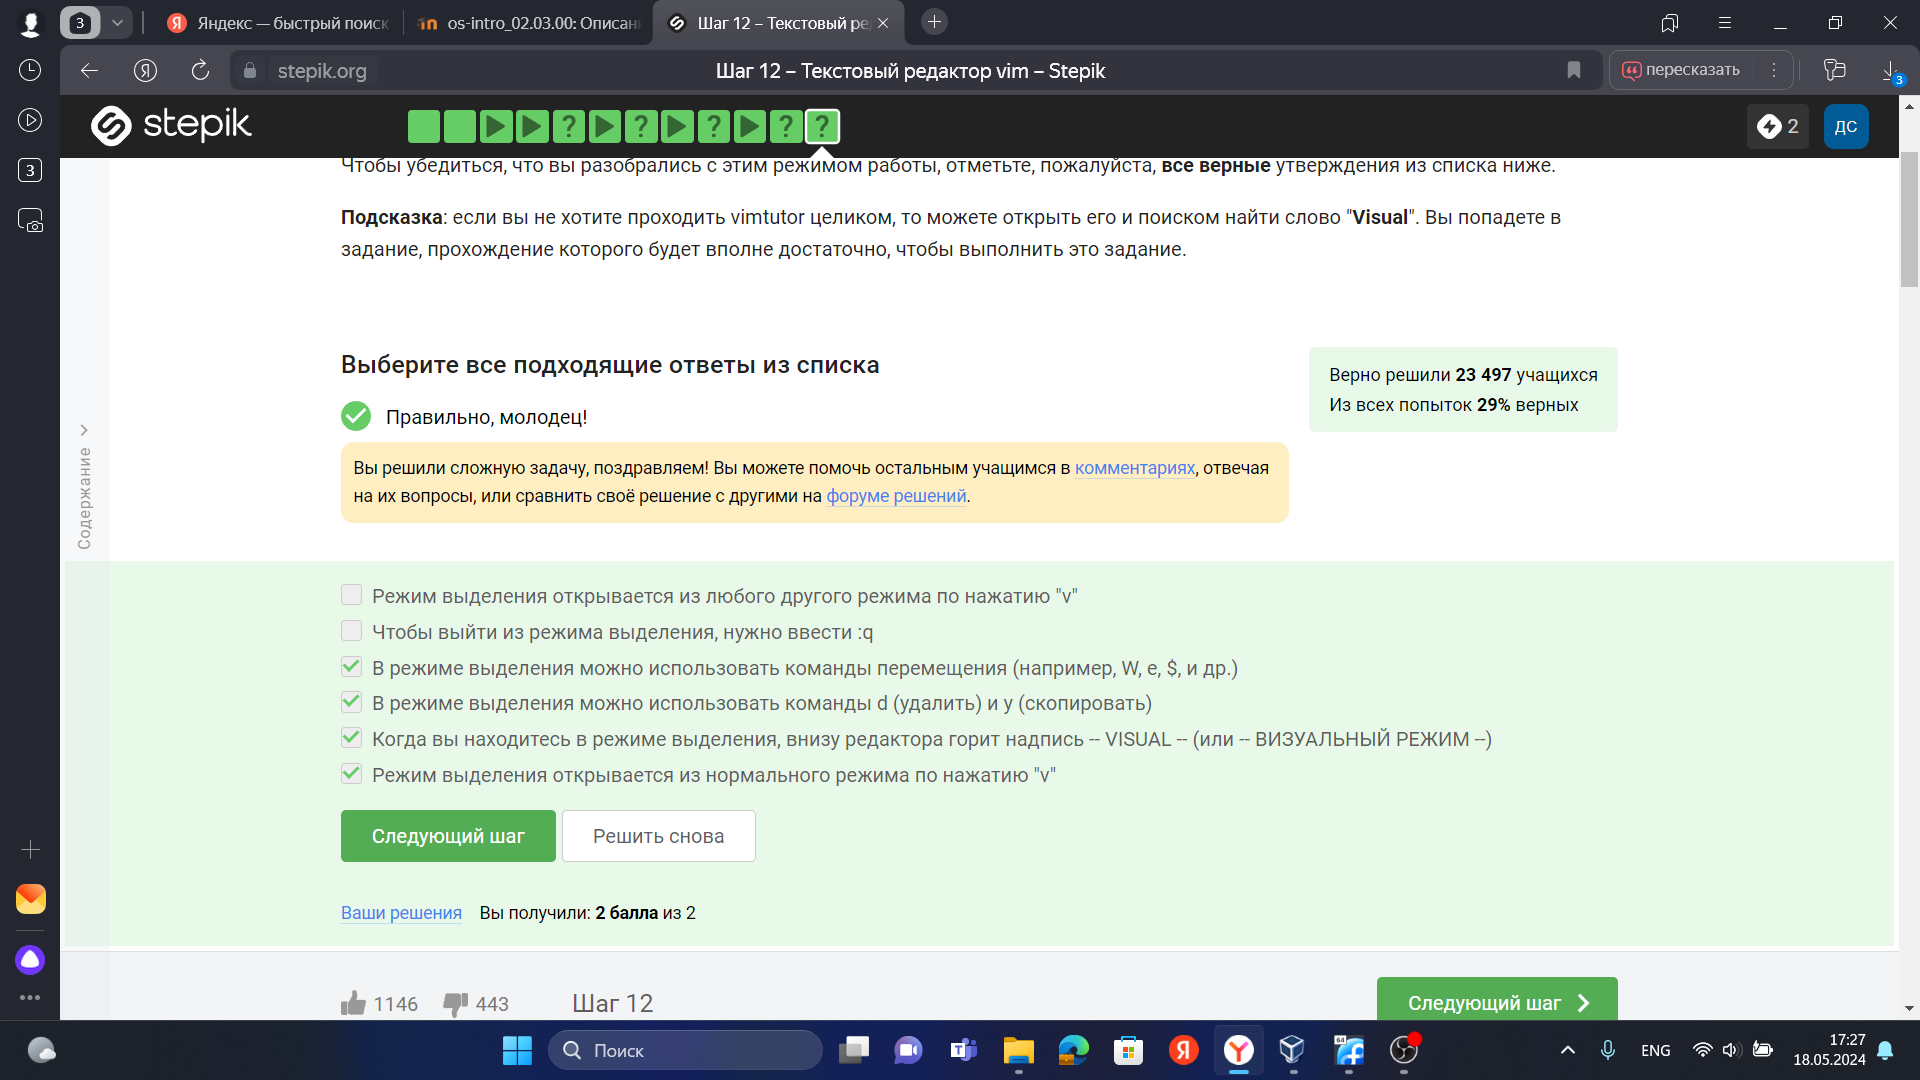 3
Яндекс — быстрый поиск
os-intro_02.03.00: Описани
Шаг 12 – Текстовый ре
stepik.org
Шаг 12 – Текстовый редактор vim – Stepik
пересказать
3
stepik
2
ДС
3
Чтобы убедиться, что вы разобрались с этим режимом работы, отметьте, пожалуйста, все верные утверждения из списка ниже.
Подсказка: если вы не хотите проходить vimtutor целиком, то можете открыть его и поиском найти слово "Visual". Вы попадете в
задание, прохождение которого будет вполне достаточно, чтобы выполнить это задание.
Содержание
Выберите все подходящие ответы из списка
Верно решили 23 497 учащихся
Из всех попыток 29% верных
Правильно, молодец!
Вы решили сложную задачу, поздравляем! Вы можете помочь остальным учащимся в комментариях, отвечая
на их вопросы, или сравнить своё решение с другими на форуме решений.
Режим выделения открывается из любого другого режима по нажатию "v"
Чтобы выйти из режима выделения, нужно ввести :q
В режиме выделения можно использовать команды перемещения (например, W, e, $, и др.)
В режиме выделения можно использовать команды d (удалить) и y (скопировать)
Когда вы находитесь в режиме выделения, внизу редактора горит надпись -- VISUAL -- (или -- ВИЗУАЛЬНЫЙ РЕЖИМ --)
Режим выделения открывается из нормального режима по нажатию "v"
Следующий шаг
Решить снова
Ваши решения Вы получили: 2 балла из 2
1146
443
Шаг 12
Следующий шаг
Поиск
ENG
17:27
18.05.2024